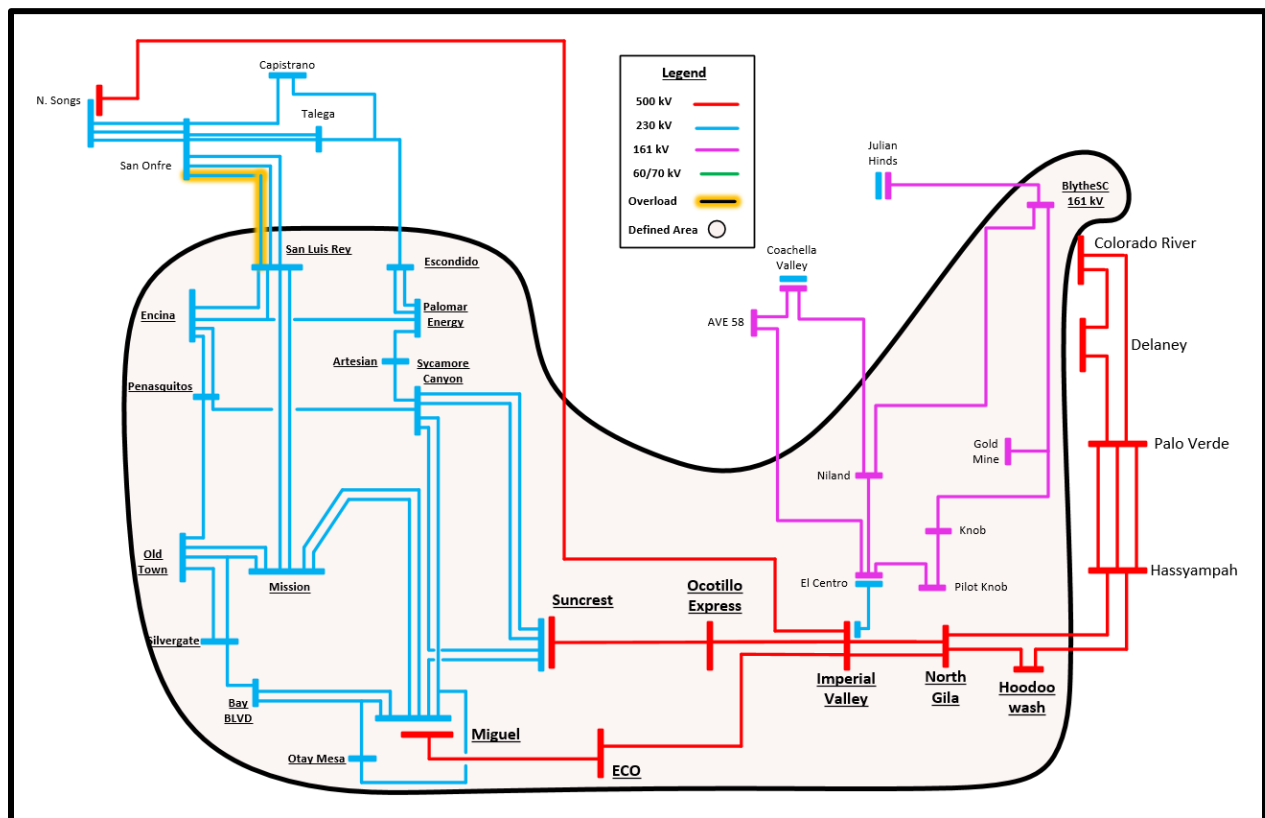 Capistrano
N. Songs
Talega
San Onfre
Legend
500 kV
230 kV
161 kV
60/70 kV
Overload
Defined Area
Julian
Hinds
BlytheSC
161 kV
Colorado River
San Luis Rey
Escondido
Coachella
Valley
Encina
Palomar
Energy
AVE 58
Delaney
Artesian
Sycamore
Canyon
Penasquitos
Palo Verde
Gold
Mine
Niland
Knob
Old
Town
Mission
El Centro
Pilot Knob
Hassyampah
Suncrest
Ocotillo
Express
Silvergate
Imperial
Valley
North
Gila
Hoodoo
wash
Bay
BLVD
Miguel
Otay Mesa
ECO